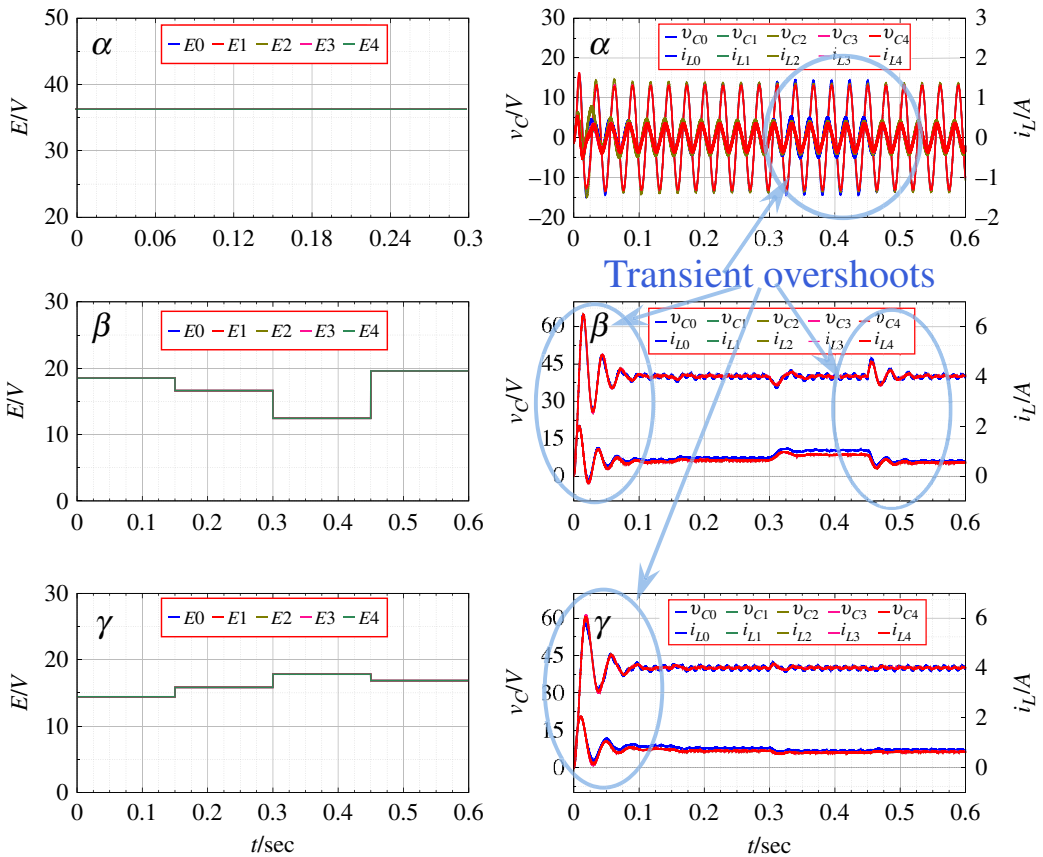 α
E0 E1 E2 E3 E4
E/V
50
40
30
20
0 0.06 0.12 0.18 0.24 0.3
α
υC0 υC1 υC2 υC3 υC4
iL0 iL1 iL2 iL3 iL4
vC/V
30
20
10
0
−10
−20
3
2
1
0
−1
−2
iL/A
0 0.1 0.2 0.3 0.4 0.5 0.6
Transient overshoots
β
E0 E1 E2 E3 E4
E/V
30
20
10
0
0 0.1 0.2 0.3 0.4 0.5 0.6
β
υC0 υC1 υC2 υC3 υC4
iL0 iL1 iL2 iL3 iL4
vC/V
60
45
30
15
0
6
4
2
0
iL/A
0 0.1 0.2 0.3 0.4 0.5 0.6
γ
E0 E1 E2 E3 E4
E/V
30
20
10
0
0 0.1 0.2 0.3 0.4 0.5 0.6
t/sec
γ
υC0 υC1 υC2 υC3 υC4
iL0 iL1 iL2 iL3 iL4
vC/V
60
45
30
15
0
6
4
2
0
iL/A
0 0.1 0.2 0.3 0.4 0.5 0.6
t/sec